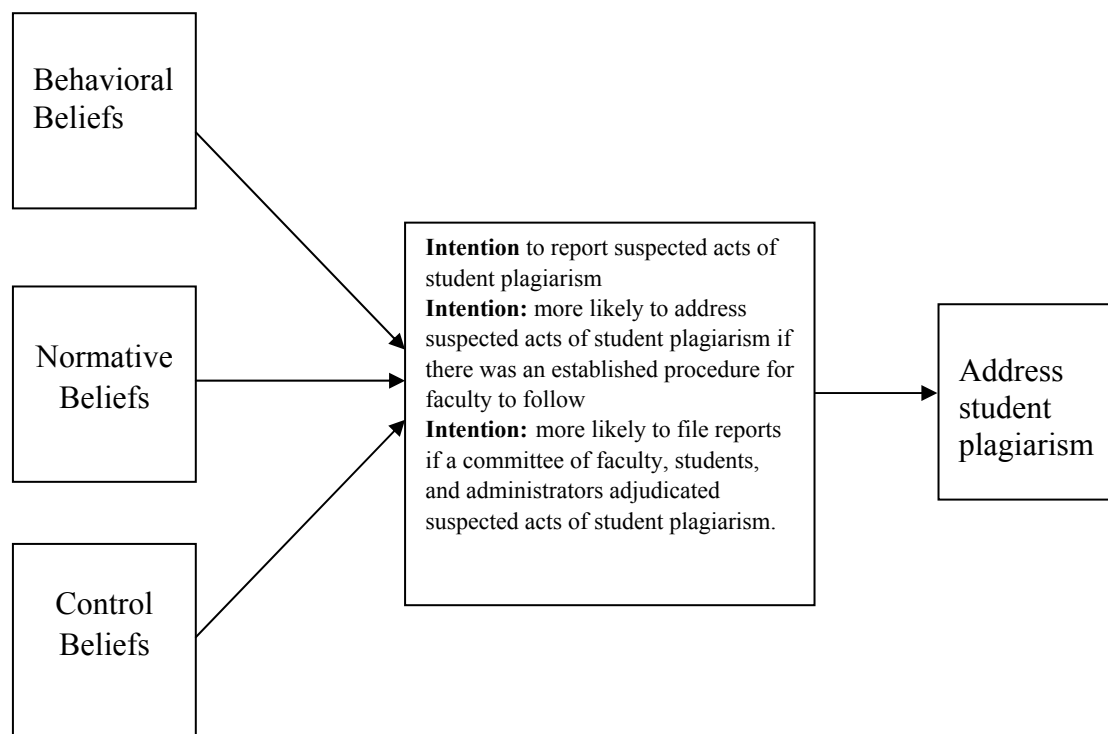 Behavioral
Beliefs
Normative
Beliefs
Control
Beliefs
Intention to report suspected acts of
student plagiarism
Intention: more likely to address
suspected acts of student plagiarism if
there was an established procedure for
faculty to follow
Intention: more likely to file reports
if a committee of faculty, students,
and administrators adjudicated
suspected acts of student plagiarism.
Address
student
plagiarism